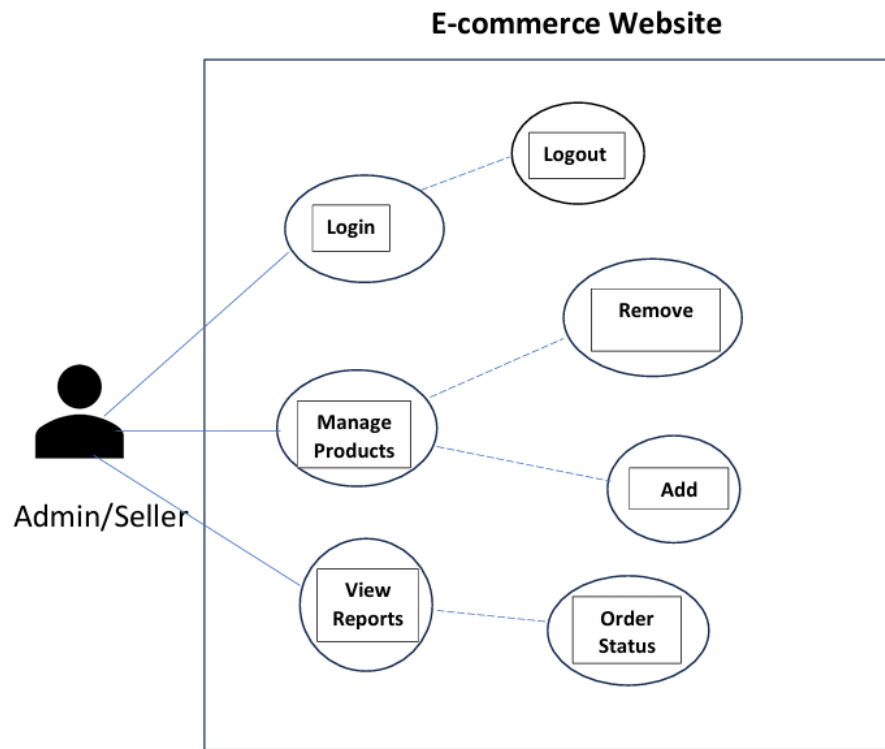 E-commerce Website
Logout
Login
Remove
Manage
Products
Add
Admin/Seller
View
Reports
Order
Status